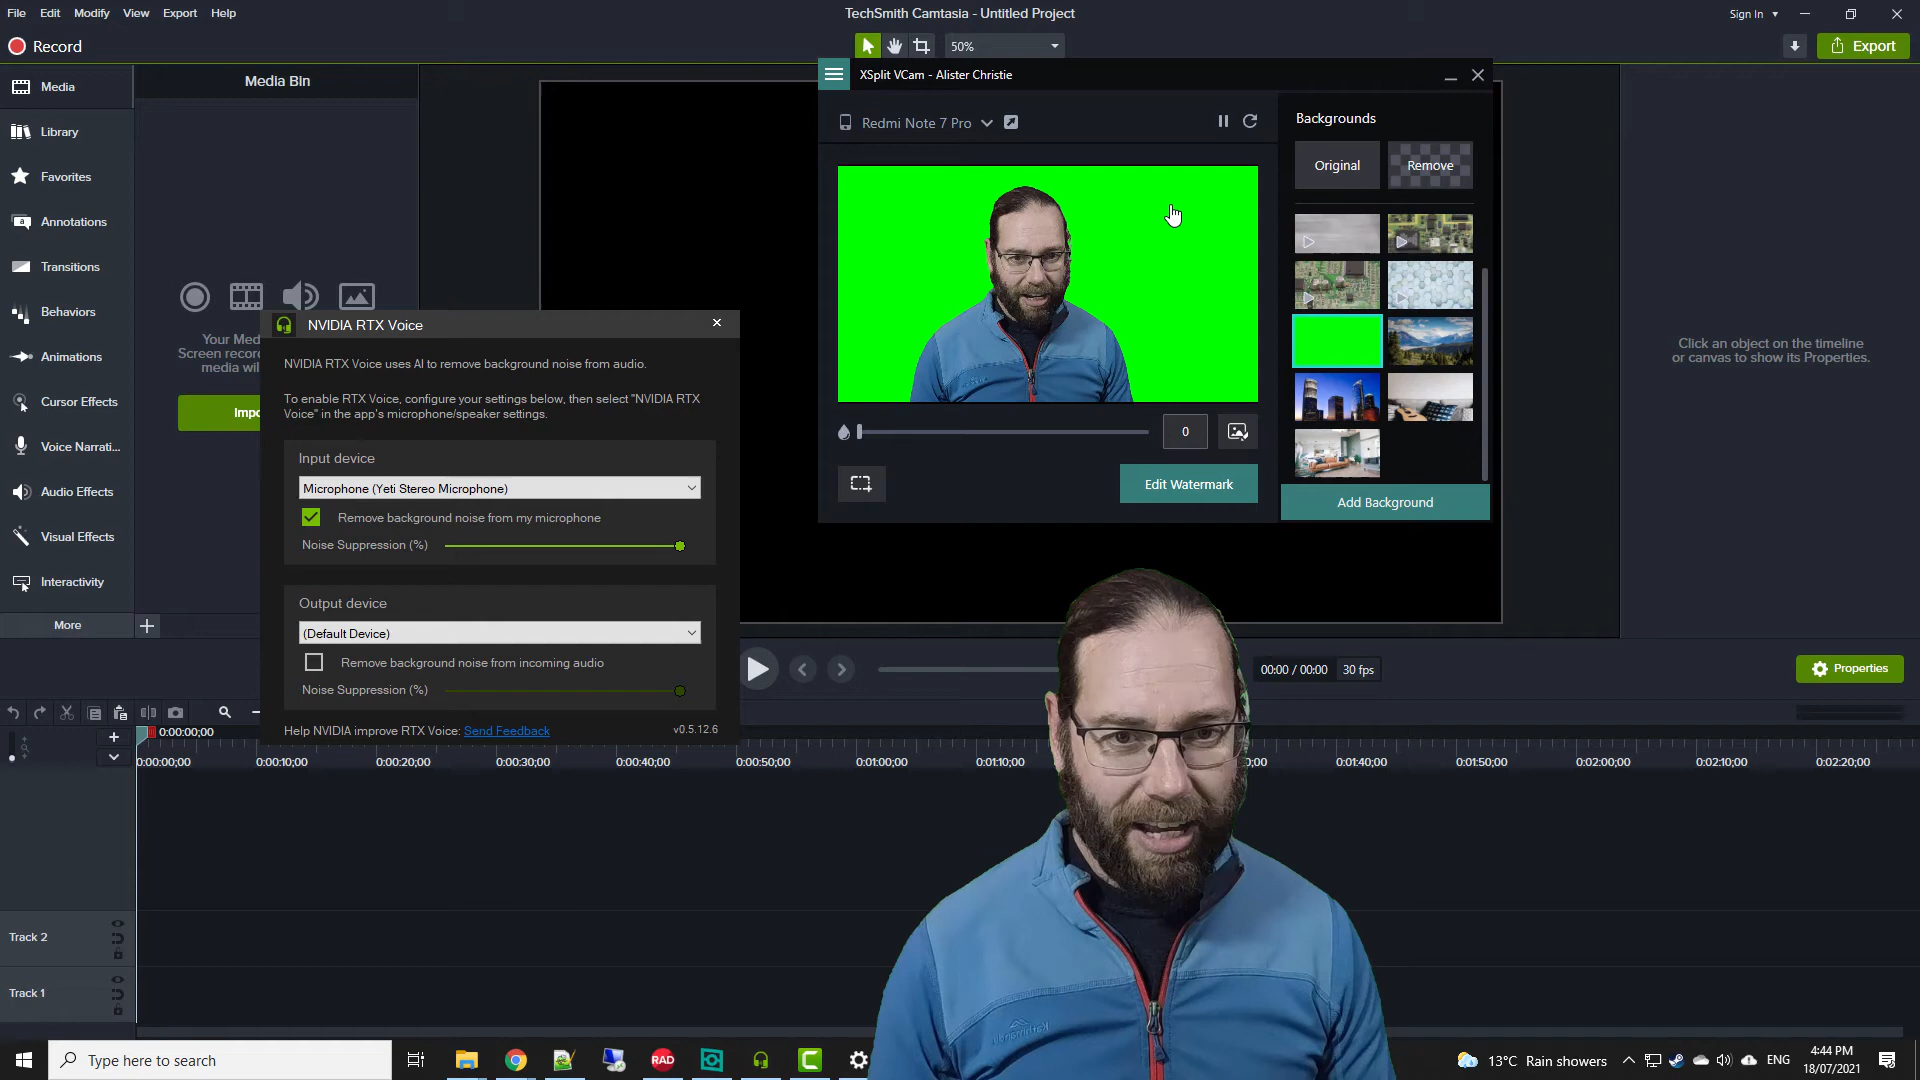 File Edit Modify View Export Help
TechSmith Camtasia - Untitled Project
Sign In
Record
50%
Export
Media
Library
Favorites
Annotations
Transitions
Behaviors
Animations
Cursor Effects
Voice Narrati...
Audio Effects
Visual Effects
Interactivity
More
Media Bin
Your Med
Screen record
media will
Impo
XSplit VCam - Alister Christie
Redmi Note 7 Pro
0
Edit Watermark
Backgrounds
Original Remove
Add Background
Click an object on the timeline
or canvas to show its Properties.
NVIDIA RTX Voice
NVIDIA RTX Voice uses AI to remove background noise from audio.
To enable RTX Voice, configure your settings below, then select "NVIDIA RTX
Voice" in the app's microphone/speaker settings.
Input device
Microphone (Yeti Stereo Microphone)
Remove background noise from my microphone
Noise Suppression (%)
Output device
(Default Device)
Remove background noise from incoming audio
Noise Suppression (%)
Help NVIDIA improve RTX Voice: Send Feedback
v0.5.12.6
00:00 / 00:00 30 fps
Properties
0:00:00;00
0:00:00;00 0:00:10;00 0:00:20;00 0:00:30;00 0:00:40;00 0:00:50;00 0:01:00;00 0:01:10;00 00;00 0:01:40;00 0:01:50;00 0:02:00;00 0:02:10;00 0:02:20;00
Track 2
Track 1
Type here to search
RAD
13°C Rain showers
ENG
4:44 PM
18/07/2021